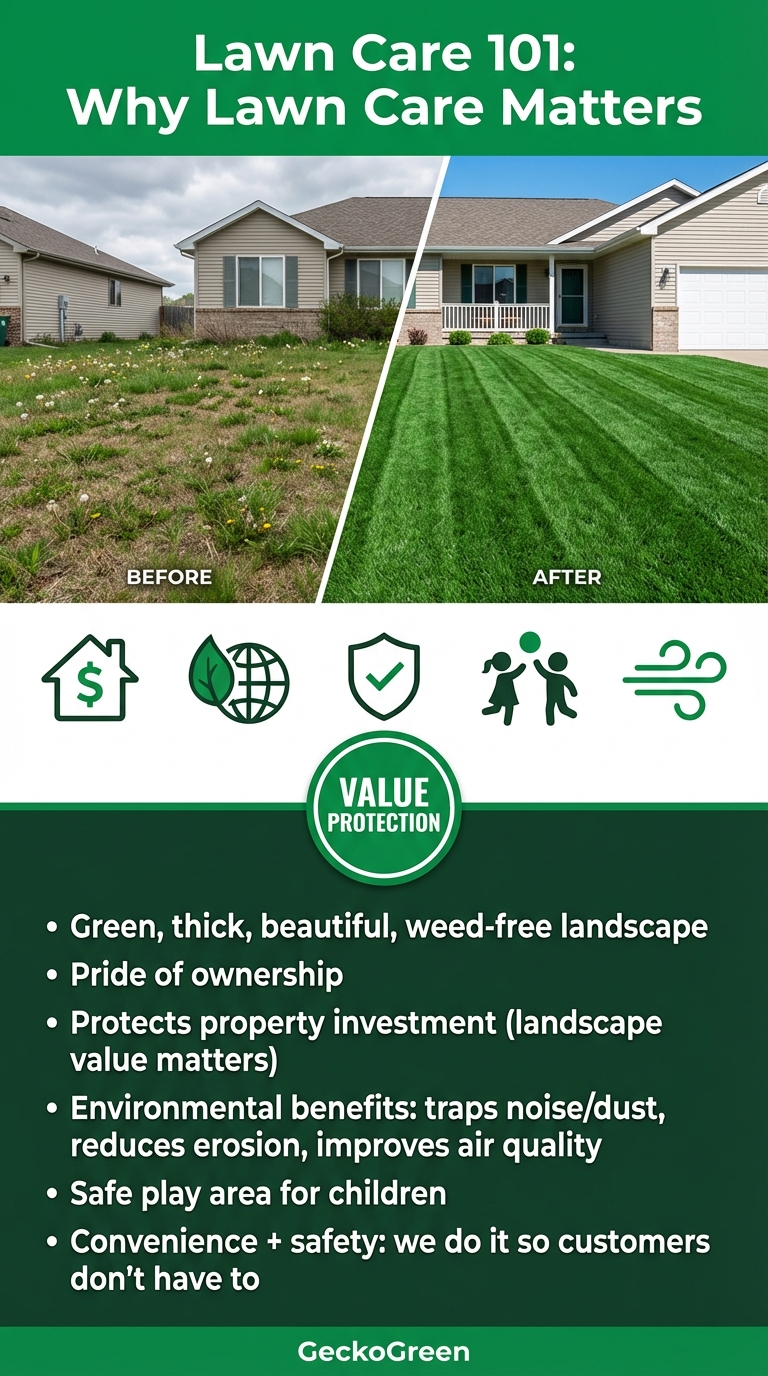 Lawn Care 101:
Why Lawn Care Matters
BEFORE
AFTER
$
VALUE
PROTECTION
• Green, thick, beautiful, weed-free landscape
• Pride of ownership
• Protects property investment (landscape
value matters)
• Environmental benefits: traps noise/dust,
reduces erosion, improves air quality
• Safe play area for children
• Convenience + safety: we do it so customers
don’t have to
GeckoGreen